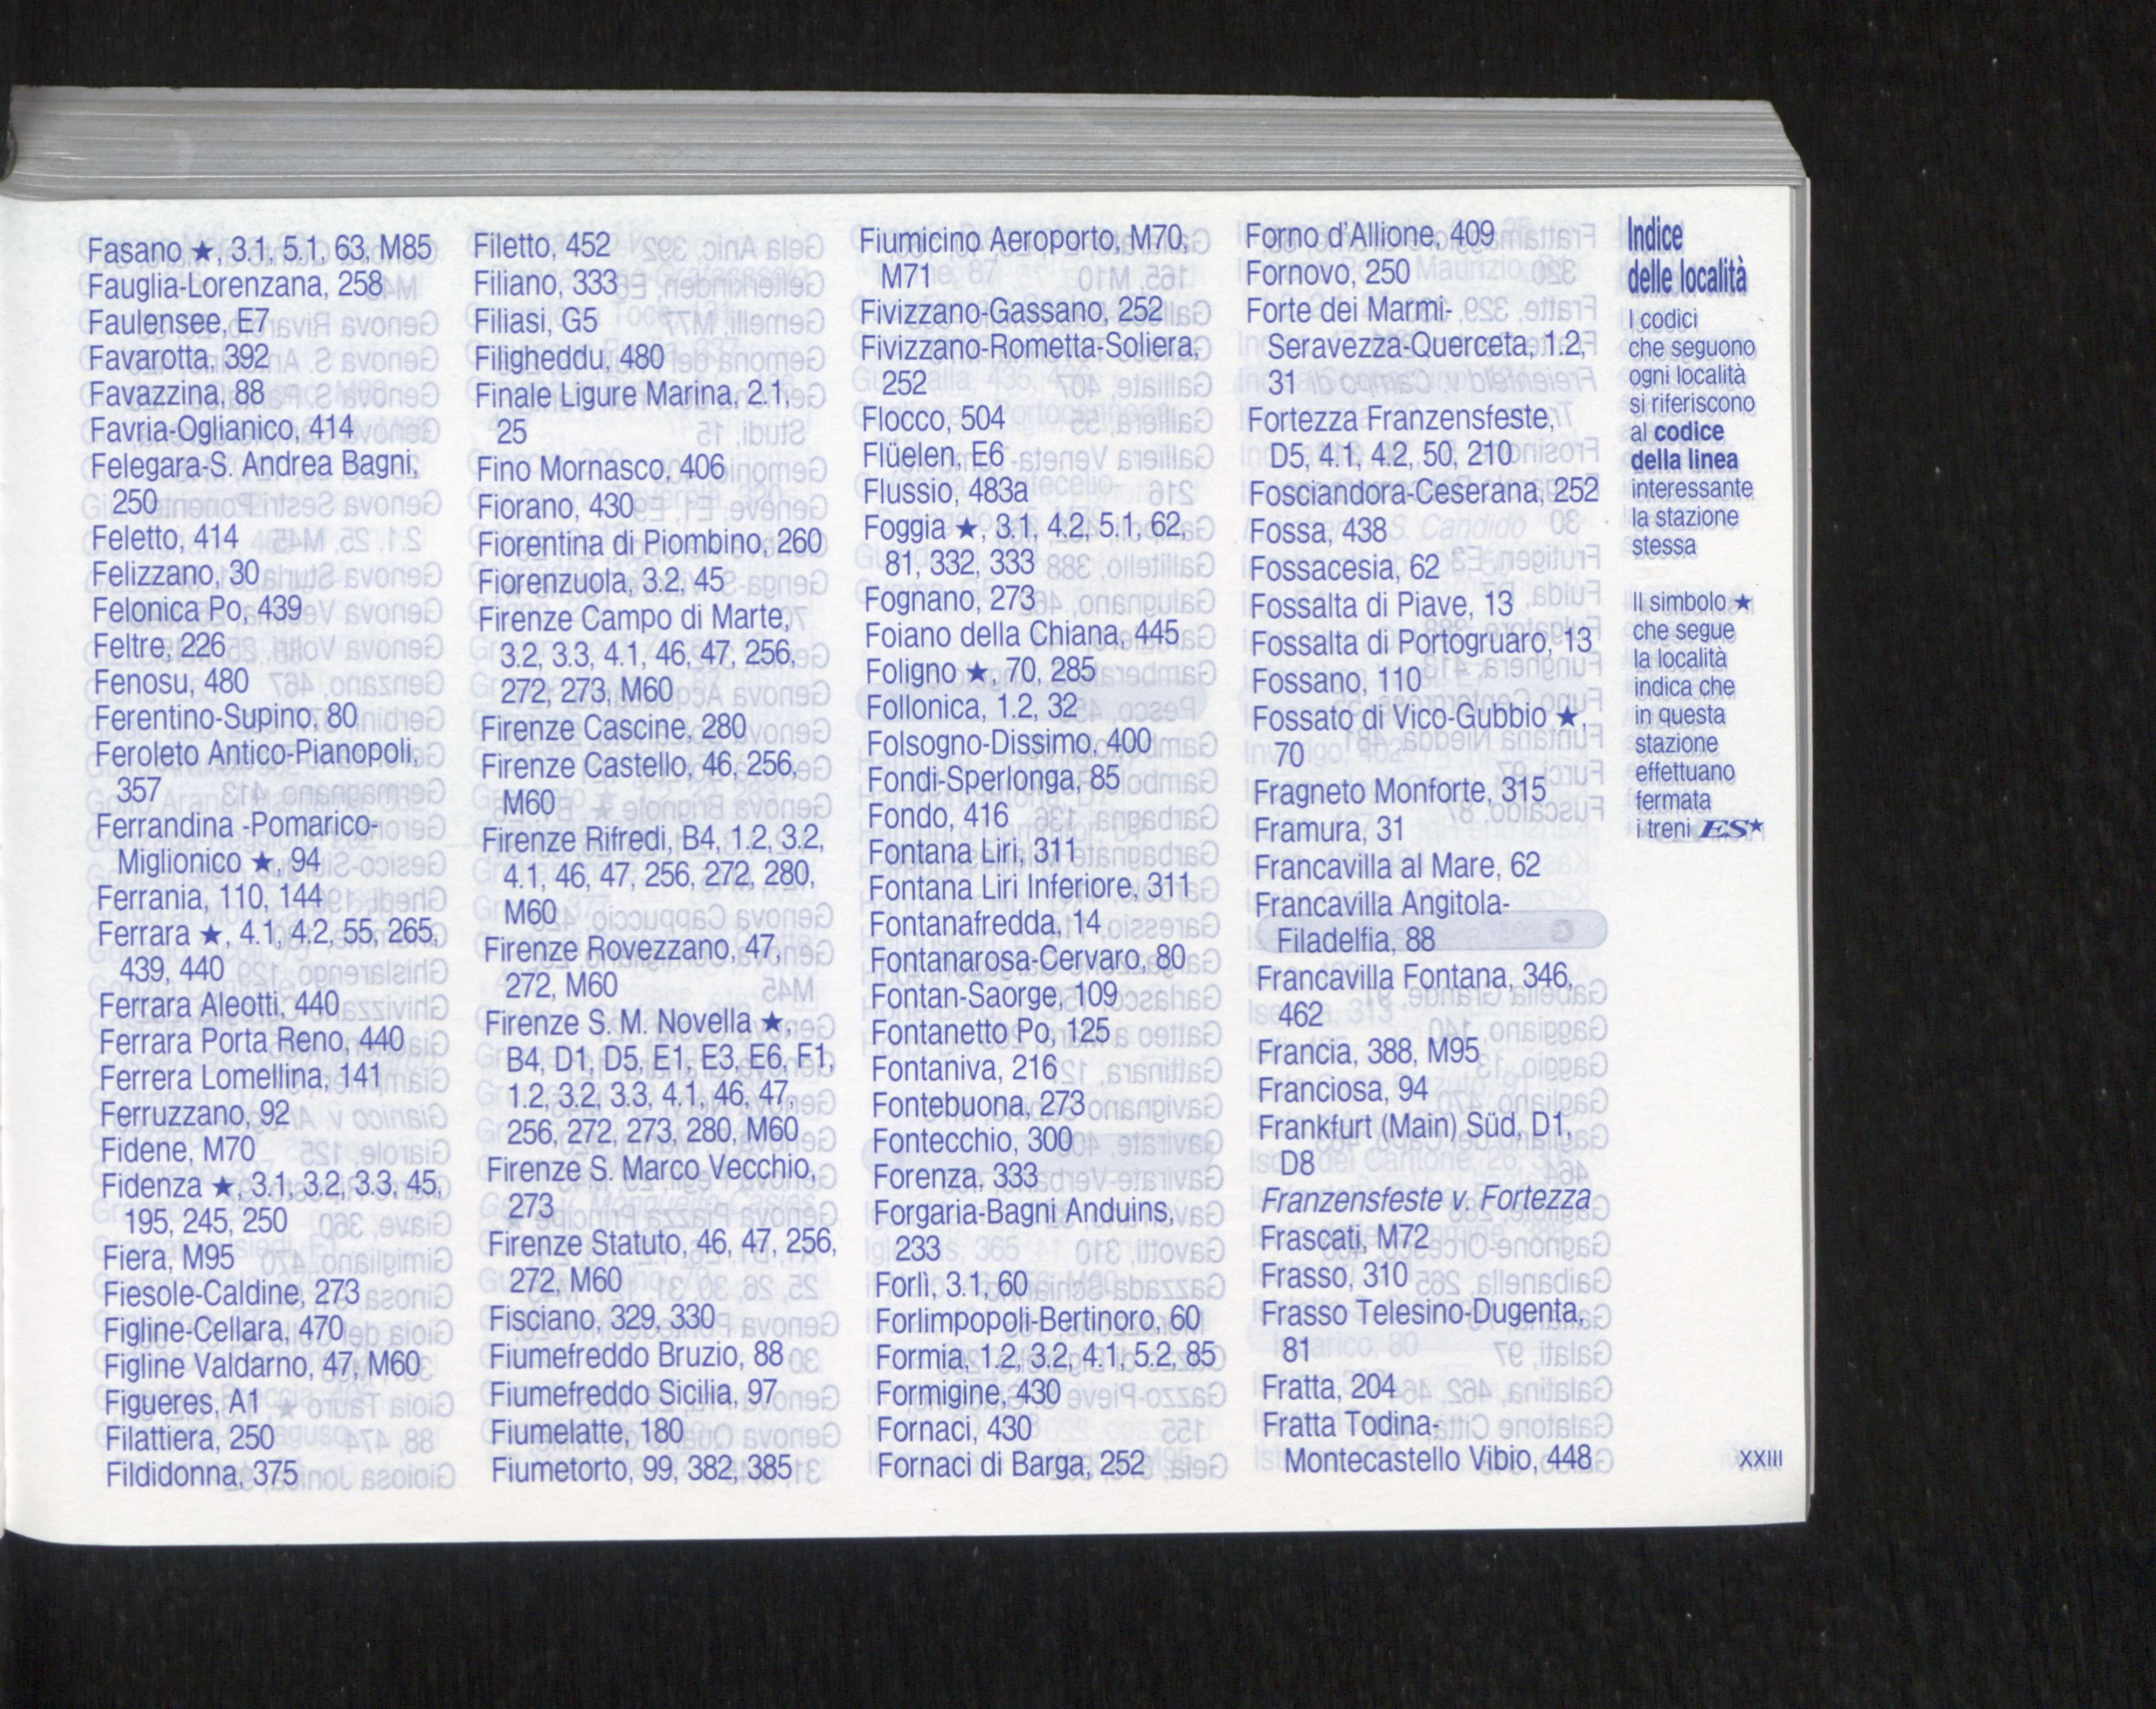 Fasano ★, 3.1, 5.1, 63, M85
Fauglia-Lorenzana, 258
Faulensee, E7
Favarotta, 392
Favazzina, 88
Favria-Oglianico, 414
Felegara-S. Andrea Bagni,
250
Feletto, 414
Felizzano, 30
Felonica Po, 439
Feltre, 226
Fenosu, 480
Ferentino-Supino, 80
Feroleto Antico-Pianopoli,
357
Ferrandina -Pomarico-
Miglionico ★, 94
Ferrania, 110, 144
Ferrara ★, 4.1, 4.2, 55, 265,
439, 440
Ferrara Aleotti, 440
Ferrara Porta Reno, 440
Ferrera Lomellina, 141
Ferruzzano, 92
Fidene, M70
Fidenza ★, 3.1, 3.2, 3.3, 45,
195, 245, 250
Fiera, M95
Fiesole-Caldine, 273
Figline-Cellara, 470
Figline Valdarno, 47, M60
Figueres, A1
Filattiera, 250
Fildidonna, 375
Filetto, 452
Filiano, 333
Filiasi, G5
Filigheddu, 480
Finale Ligure Marina, 2.1,
25
Fino Mornasco, 406
Fiorano, 430
Fiorentina di Piombino, 260
Fiorenzuola, 3.2, 45
Firenze Campo di Marte,
3.2, 3.3, 4.1, 46, 47, 256,
272, 273, M60
Firenze Cascine, 280
Firenze Castello, 46, 256,
M60
Firenze Rifredi, B4, 1.2, 3.2,
4.1, 46, 47, 256, 272, 280,
M60
Firenze Rovezzano, 47,
272, M60
Firenze S. M. Novella ★,
B4, D1, D5, E1, E3, E6, F1,
1.2, 3.2, 3.3, 4.1, 46, 47,
256, 272, 273, 280, M60
Firenze S. Marco Vecchio,
273
Firenze Statuto, 46, 47, 256,
272, M60
Fisciano, 329, 330
Fiumefreddo Bruzio, 88
Fiumefreddo Sicilia, 97
Fiumelatte, 180
Fiumetorto, 99, 382, 385
Fiumicino Aeroporto, M70,
M71
Fivizzano-Gassano, 252
Fivizzano-Rometta-Soliera,
252
Flocco, 504
Flüelen, E6
Flussio, 483a
Foggia ★, 3.1, 4.2, 5.1, 62,
81, 332, 333
Fognano, 273
Foiano della Chiana, 445
Foligno ★, 70, 285
Follonica, 1.2, 32
Folsogno-Dissimo, 400
Fondi-Sperlonga, 85
Fondo, 416
Fontana Liri, 311
Fontana Liri Inferiore, 311
Fontanafredda, 14
Fontanarosa-Cervaro, 80
Fontan-Saorge, 109
Fontanetto Po, 125
Fontaniva, 216
Fontebuona, 273
Fontecchio, 300
Forenza, 333
Forgaria-Bagni Anduins,
233
Forlì, 3.1, 60
Forlimpopoli-Bertinoro, 60
Formia, 1.2, 3.2, 4.1, 5.2, 85
Formigine, 430
Fornaci, 430
Fornaci di Barga, 252
Forno d'Allione, 409
Fornovo, 250
Forte dei Marmi-
Seravezza-Querceta, 1.2,
31
Fortezza Franzensfeste,
D5, 4.1, 4.2, 50, 210
Fosciandora-Ceserana, 252
Fossa, 438
Fossacesia, 62
Fossalta di Piave, 13
Fossalta di Portogruaro, 13
Fossano, 110
Fossato di Vico-Gubbio ★,
70
Fragneto Monforte, 315
Framura, 31
Francavilla al Mare, 62
Francavilla Angitola-
Filadelfia, 88
Francavilla Fontana, 346,
462
Francia, 388, M95
Franciosa, 94
Frankfurt (Main) Süd, D1,
D8
Franzensfeste v. Fortezza
Frascati, M72
Frasso, 310
Frasso Telesino-Dugenta,
81
Fratta, 204
Fratta Todina-
Montecastello Vibio, 448
Indice
delle località
I codici
che seguono
ogni località
si riferiscono
al codice
della linea
interessante
la stazione
stessa
Il simbolo ★
che segue
la località
indica che
in questa
stazione
effettuano
fermata
i treni ES★
XXIII